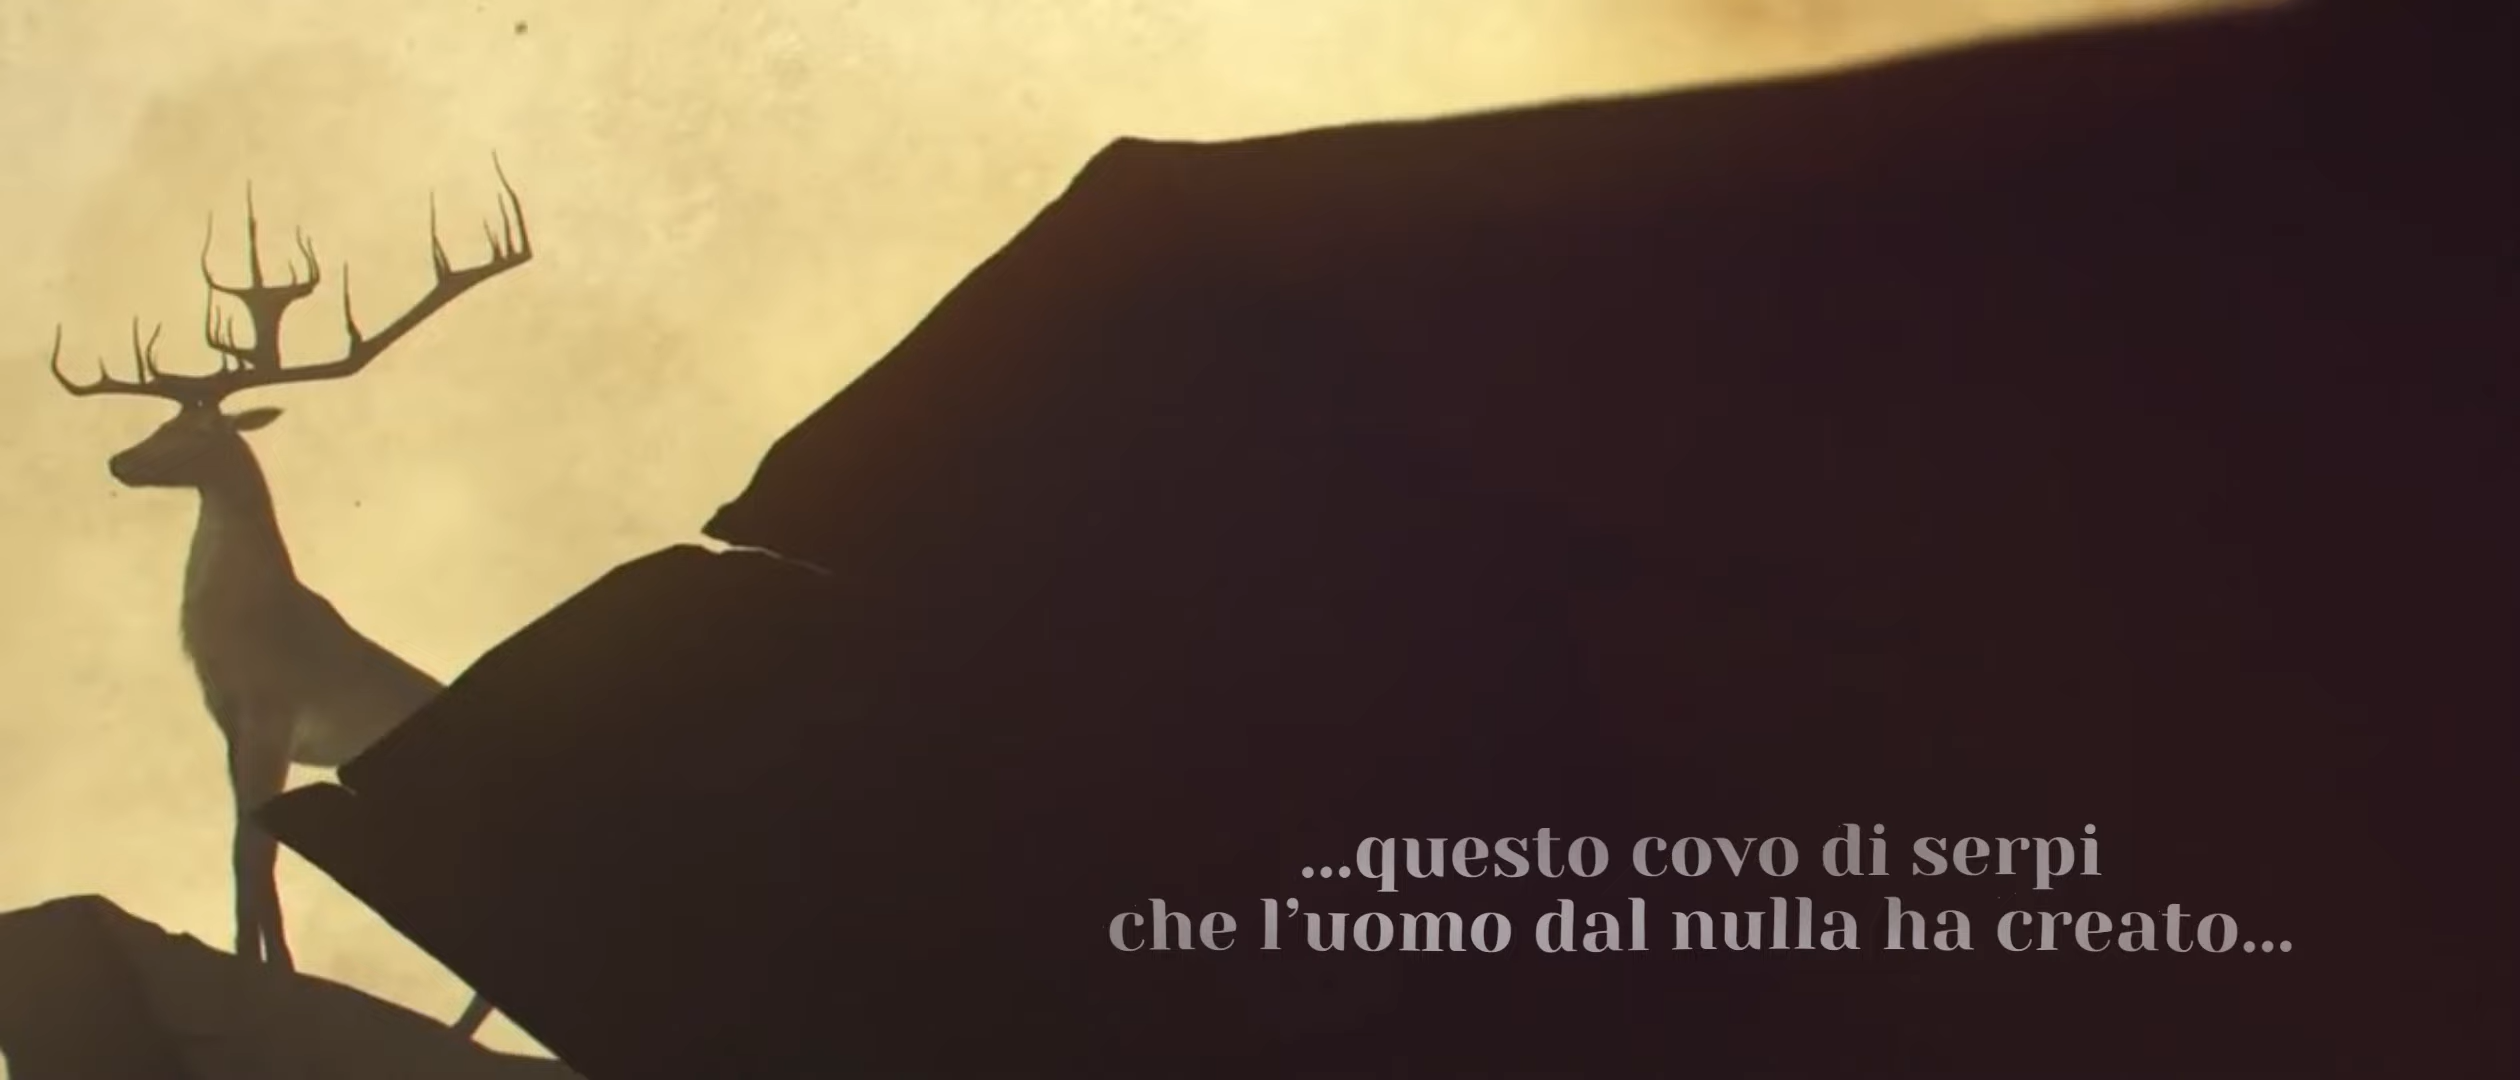 ...questo covo di serpi
che l’uomo dal nulla ha creato...